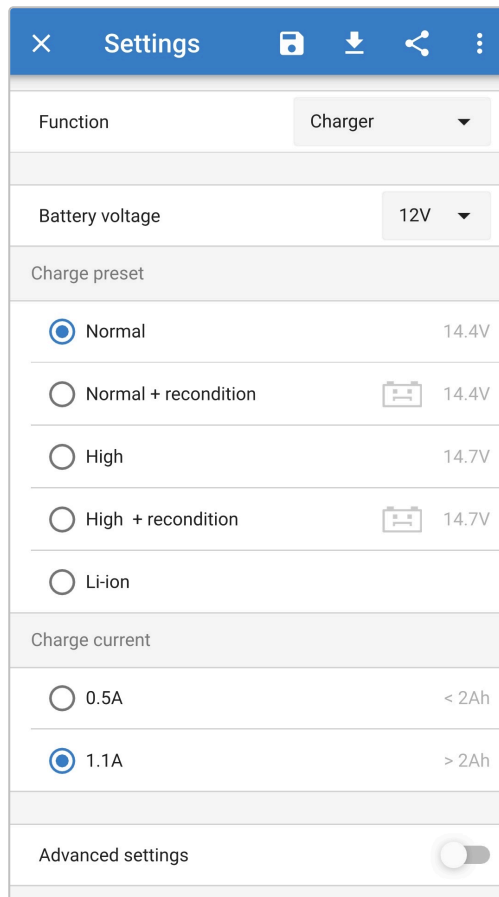 Settings
Function Charger
Battery voltage 12V
Charge preset
Normal 14.4V
Normal + recondition 14.4V
High 14.7V
High + recondition 14.7V
Li-ion
Charge current
0.5A < 2Ah
1.1A > 2Ah
Advanced settings